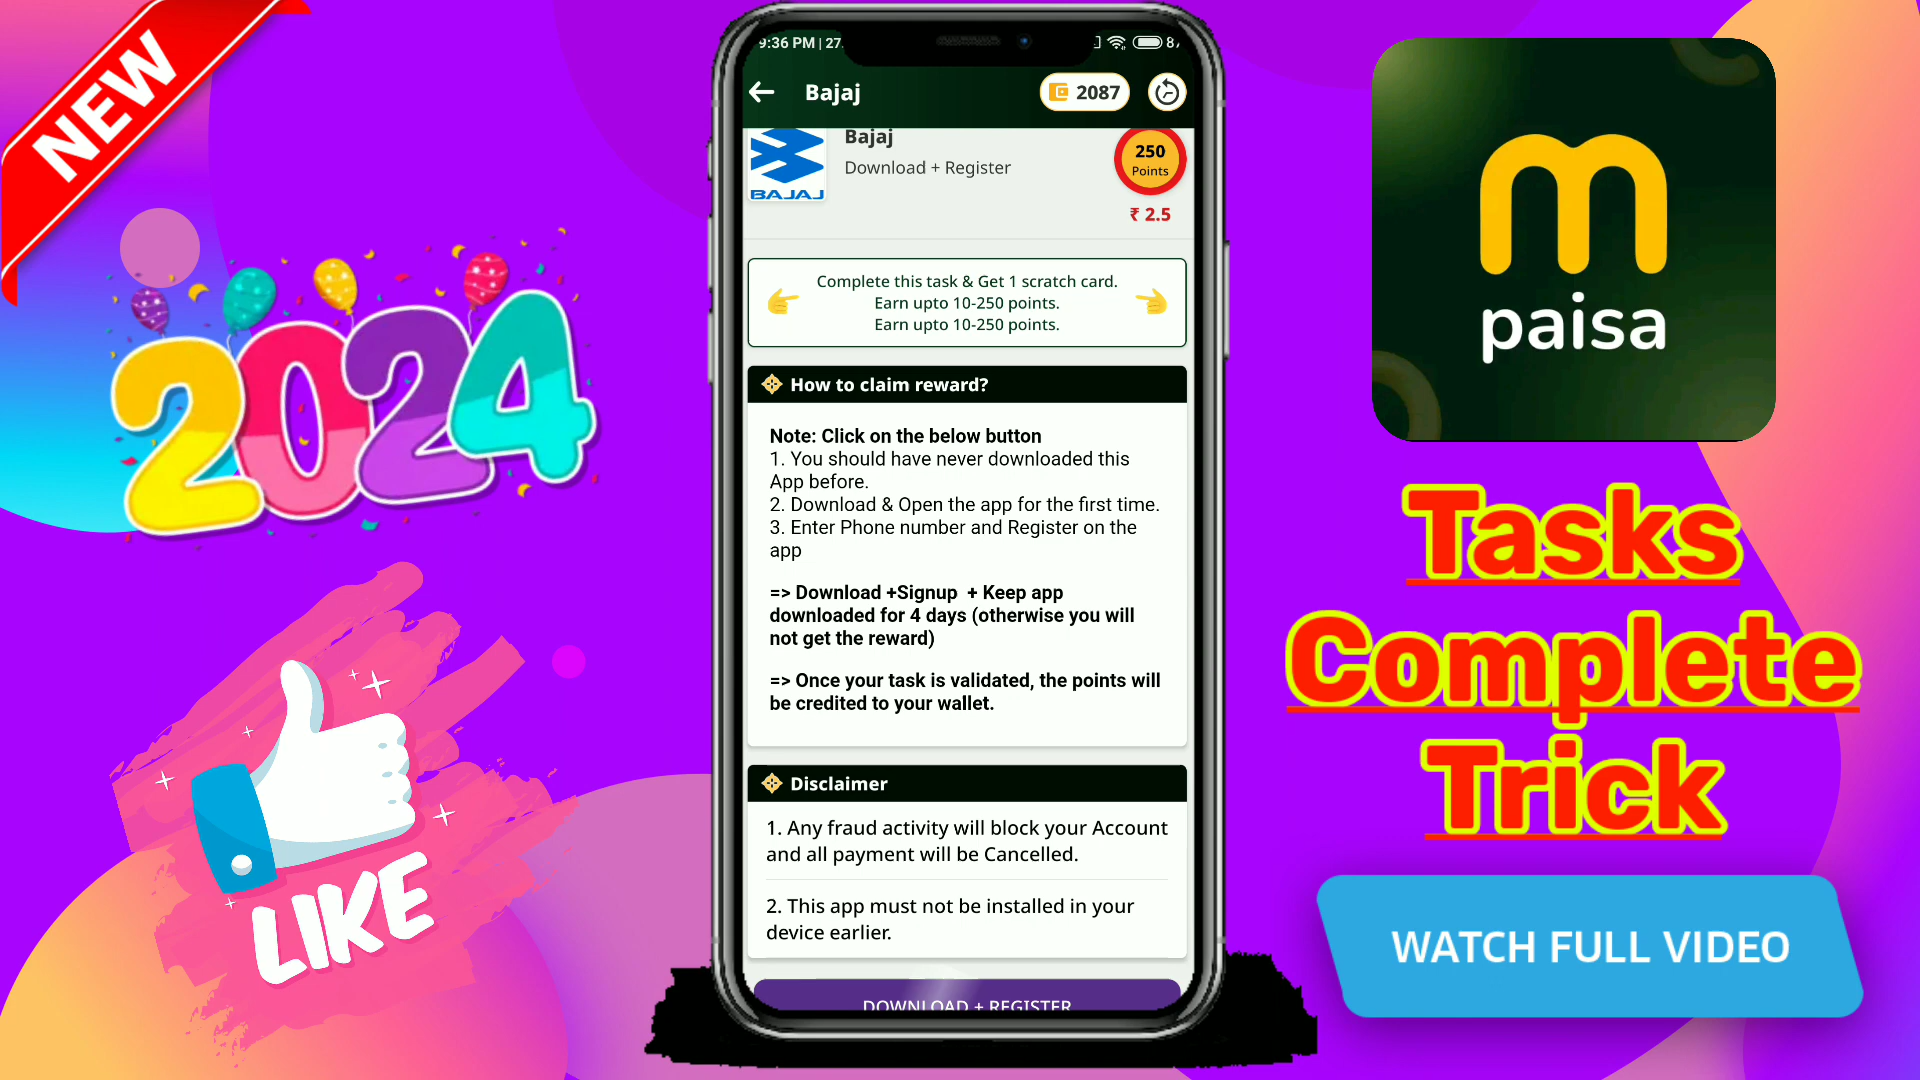 NEW
2024
LIKE
9:36 PM | 27
Bajaj
2087
Bajaj
Download + Register
BAJAJ
250
Points
₹ 2.5
Complete this task & Get 1 scratch card.
Earn upto 10-250 points.
Earn upto 10-250 points.
How to claim reward?
Note: Click on the below button
1. You should have never downloaded this
App before.
2. Download & Open the app for the first time.
3. Enter Phone number and Register on the
app
=> Download +Signup + Keep app
downloaded for 4 days (otherwise you will
not get the reward)
=> Once your task is validated, the points will
be credited to your wallet.
Disclaimer
1. Any fraud activity will block your Account
and all payment will be Cancelled.
2. This app must not be installed in your
device earlier.
DOWNLOAD + REGISTER
m
paisa
Tasks
Complete
Trick
WATCH FULL VIDEO